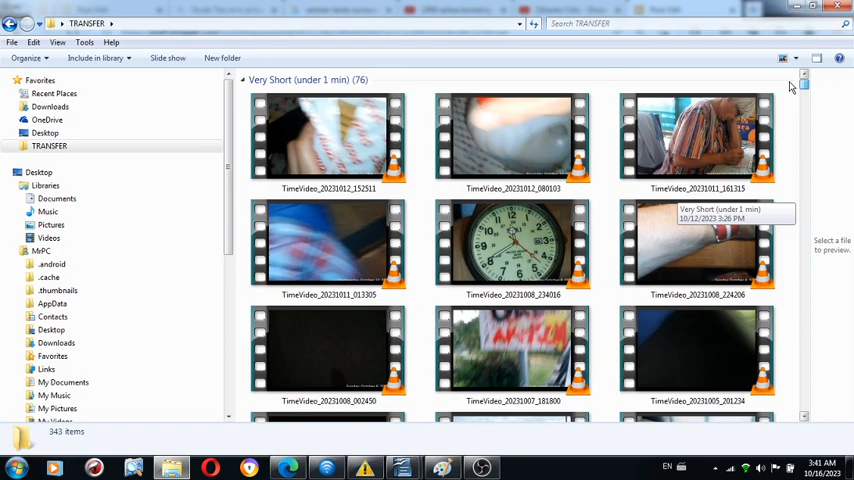 TRANSFER
Search TRANSFER
File Edit View Tools Help
Organize Include in library Slide show New folder
Favorites
Recent Places
Downloads
OneDrive
Desktop
TRANSFER
Desktop
Libraries
Documents
Music
Pictures
Videos
MrPC
.android
.cache
.thumbnails
AppData
Contacts
Desktop
Downloads
Favorites
Links
My Documents
My Music
My Pictures
My Videos
Very Short (under 1 min) (76)
TimeVideo_20231012_152511
TimeVideo_20231012_080103
TimeVideo_20231011_161315
Very Short (under 1 min)
10/12/2023 3:26 PM
TimeVideo_20231011_013305
TimeVideo_20231008_234016
TimeVideo_20231008_224206
TimeVideo_20231008_002450
TimeVideo_20231007_181800
TimeVideo_20231005_201234
Select a file
to preview.
343 items
EN
3:41 AM
10/16/2023